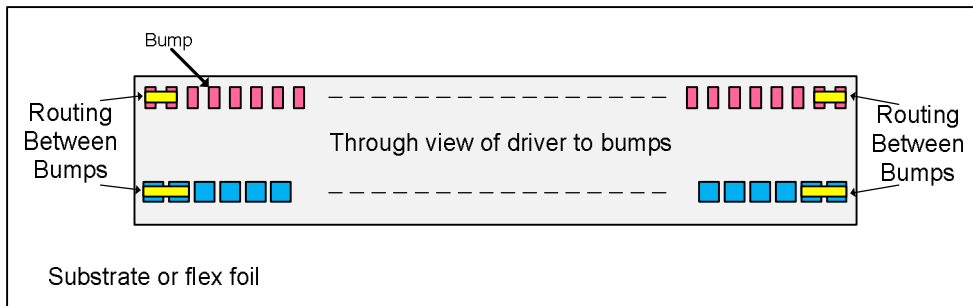 Bump
Routing
Between
Bumps
Through view of driver to bumps
Routing
Between
Bumps
Substrate or flex foil